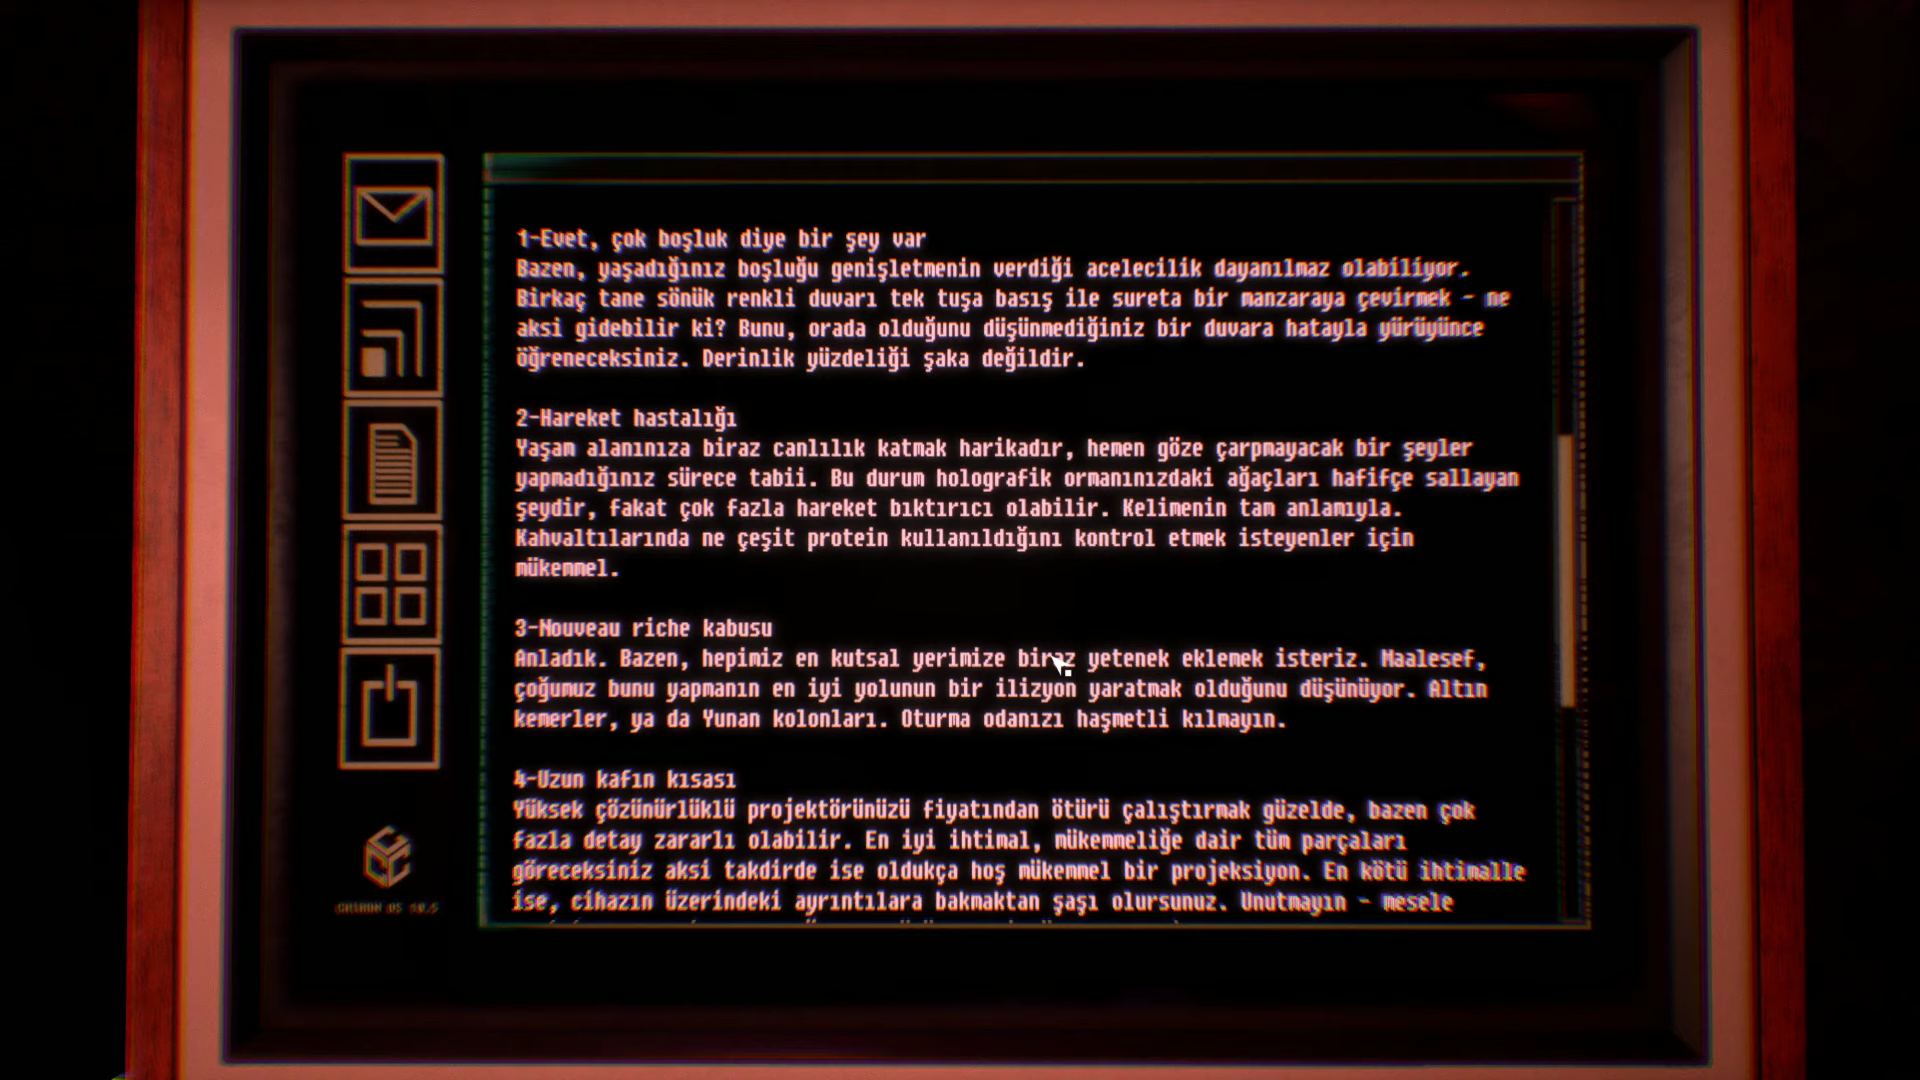 1-Evet, çok boşluk diye bir şey var
Bazen, yaşadığınız boşluğu genişletmenin verdiği acelecilik dayanılmaz olabiliyor.
Birkaç tane sönük renkli duvarı tek tuşa basış ile sureta bir manzaraya çevirmek - ne
aksi gidebilir ki? Bunu, orada olduğunu düşünmediğiniz bir duvara hatayla yürüyünce
öğreneceksiniz. Derinlik yüzdeliği şaka değildir.
2-Hareket hastalığı
Yaşam alanınıza biraz canlılık katmak harikadır, hemen göze çarpmayacak bir şeyler
yapmadığınız sürece tabii. Bu durum holografik ormanınızdaki ağaçları hafifçe sallayan
şeydir, fakat çok fazla hareket bıktırıcı olabilir. Kelimenin tam anlamıyla.
Kahvaltılarında ne çeşit protein kullanıldığını kontrol etmek isteyenler için
mükemmel.
3-Nouveau riche kabusu
Anladık. Bazen, hepimiz en kutsal yerimize biraz yetenek eklemek isteriz. Maalesef,
çoğumuz bunu yapmanın en iyi yolunun bir ilizyon yaratmak olduğunu düşünüyor. Altın
kemerler, ya da Yunan kolonları. Oturma odanızı haşmetli kılmayın.
4-Uzun kafın kısası
Yüksek çözünürlüklü projektörünüzü fiyatından ötürü çalıştırmak güzelde, bazen çok
fazla detay zararlı olabilir. En iyi ihtimal, mükemmeliğe dair tüm parçaları
göreceksiniz aksi takdirde ise oldukça hoş mükemmel bir projeksiyon. En kötü ihtimalle
ise, cihazın üzerindeki ayrıntılara bakmaktan şaşı olursunuz. Unutmayın - mesele